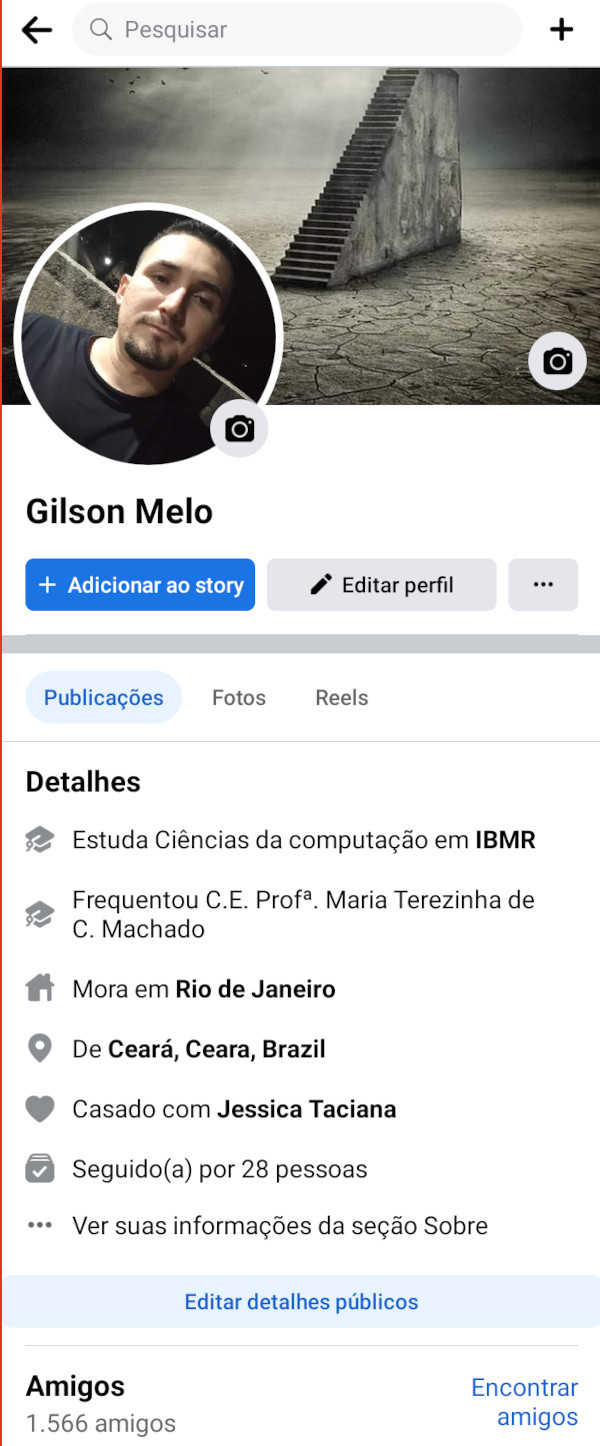 Pesquisar
Gilson Melo
Adicionar ao story
Editar perfil
Publicações
Fotos
Reels
Detalhes
Estuda Ciências da computação em IBMR
Frequentou C.E. Profª. Maria Terezinha de
C. Machado
Mora em Rio de Janeiro
De Ceará, Ceara, Brazil
Casado com Jessica Taciana
Seguido(a) por 28 pessoas
Ver suas informações da seção Sobre
Editar detalhes públicos
Amigos
Encontrar
amigos
1.566 amigos